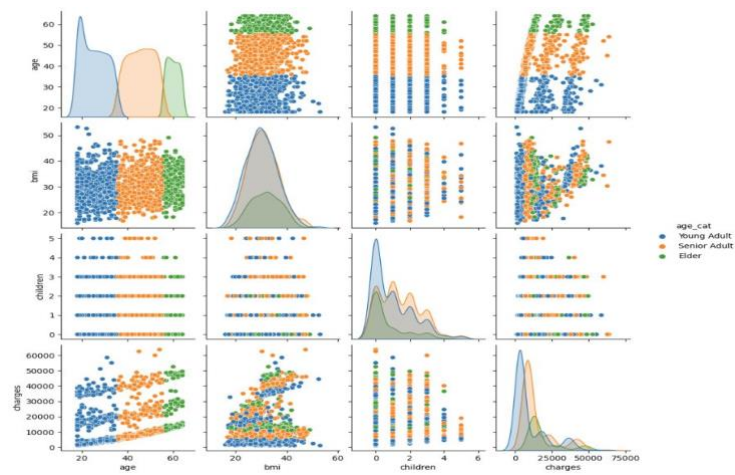 60
50
age
40
30
20
50
40
bmi
30
20
5
4
children
3
2
1
0
60000
50000
40000
charges
30000
20000
10000
0
20 40 60
age
20 40 60
bmi
0 2 4 6
children
0 25000 50000 75000
charges
age_cat
Young Adult
Senior Adult
Elder